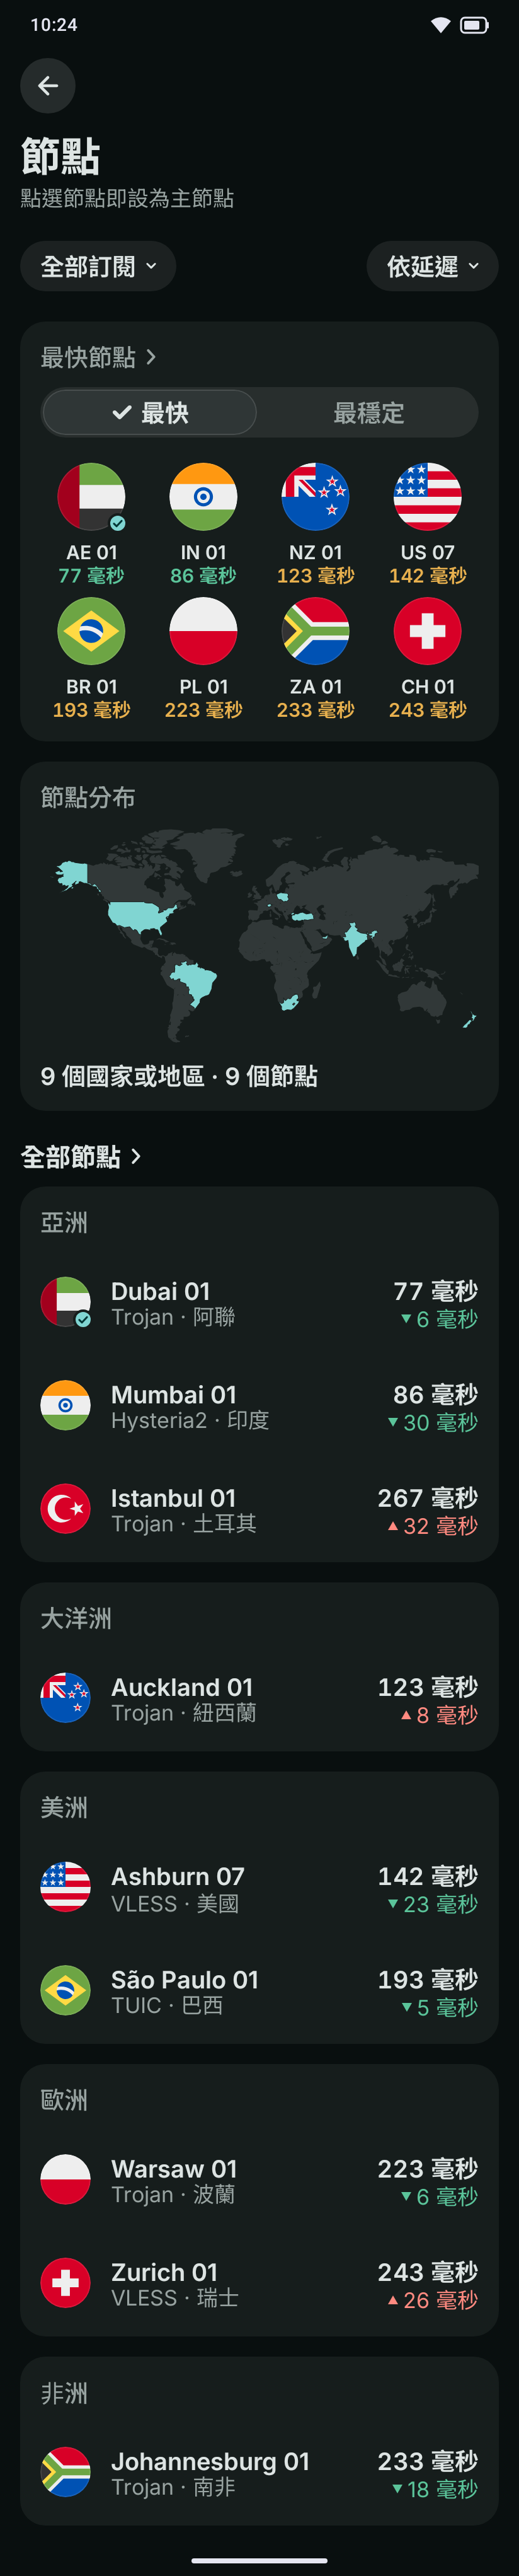 10:24
節點
點選節點即設為主節點
全部訂閱
依延遲
最快節點
最快
最穩定
AE 01
IN 01
NZ 01
US 07
77 毫秒
86 毫秒
123 毫秒
142 毫秒
BR 01
PL 01
ZA 01
CH 01
193 毫秒
223 毫秒
233 毫秒
243 毫秒
節點分布
9 個國家或地區 · 9 個節點
全部節點
亞洲
Dubai 01
77 毫秒
Trojan · 阿聯
▼6 毫秒
Mumbai 01
86 毫秒
Hysteria2 · 印度
▼30 毫秒
Istanbul 01
267 毫秒
Trojan · 土耳其
▲32 毫秒
大洋洲
Auckland 01
123 毫秒
Trojan · 紐西蘭
▲8 毫秒
美洲
Ashburn 07
142 毫秒
VLESS · 美國
▼23 毫秒
São Paulo 01
193 毫秒
TUIC · 巴西
▼5 毫秒
歐洲
Warsaw 01
223 毫秒
Trojan · 波蘭
▼6 毫秒
Zurich 01
243 毫秒
VLESS · 瑞士
▲26 毫秒
非洲
Johannesburg 01
233 毫秒
Trojan · 南非
▼18 毫秒